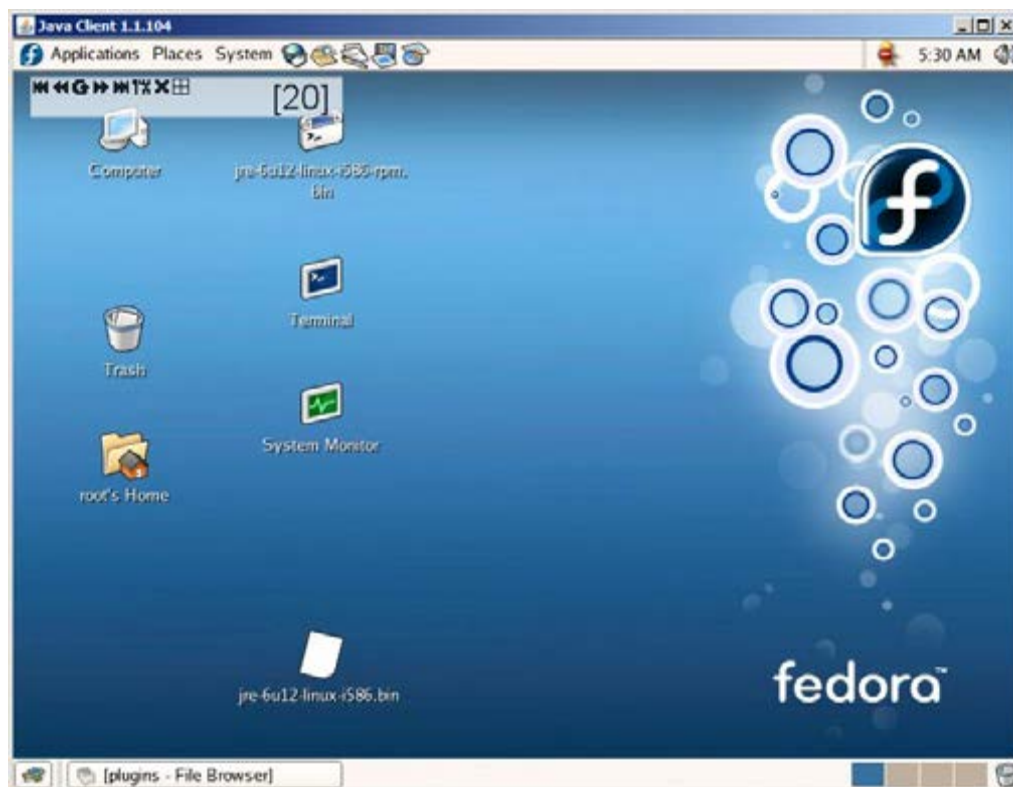 Java Client 1.1.104
Applications Places System
5:30 AM
[20]
Computer
jre-6u12-linux-i586-rpm.
bin
Terminal
Trash
System Monitor
root's Home
jre-6u12-linux-i586.bin
fedora™
[plugins - File Browser]